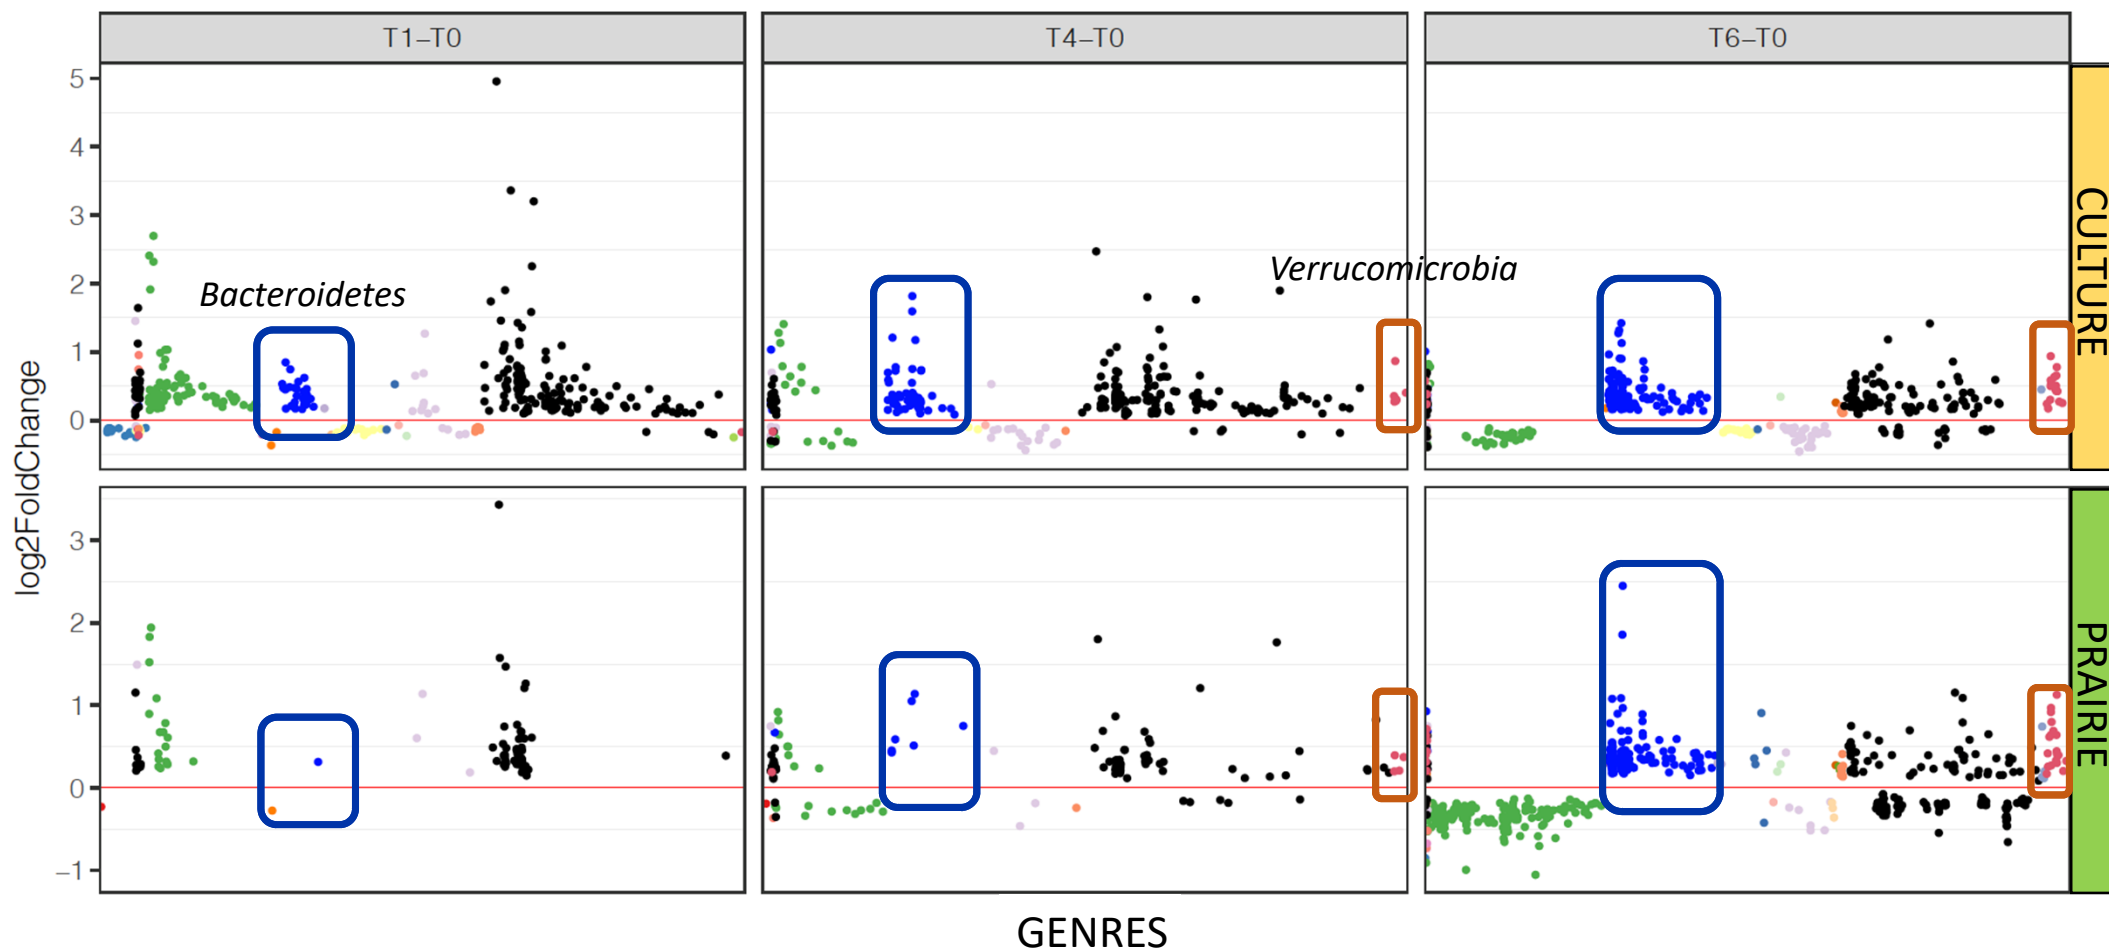 T1–T0
T4–T0
T6–T0
5
4
3
2
1
0
Bacteroidetes
Verrucomicrobia
CULTURE
log2FoldChange
3
2
1
0
–1
PRAIRIE
GENRES